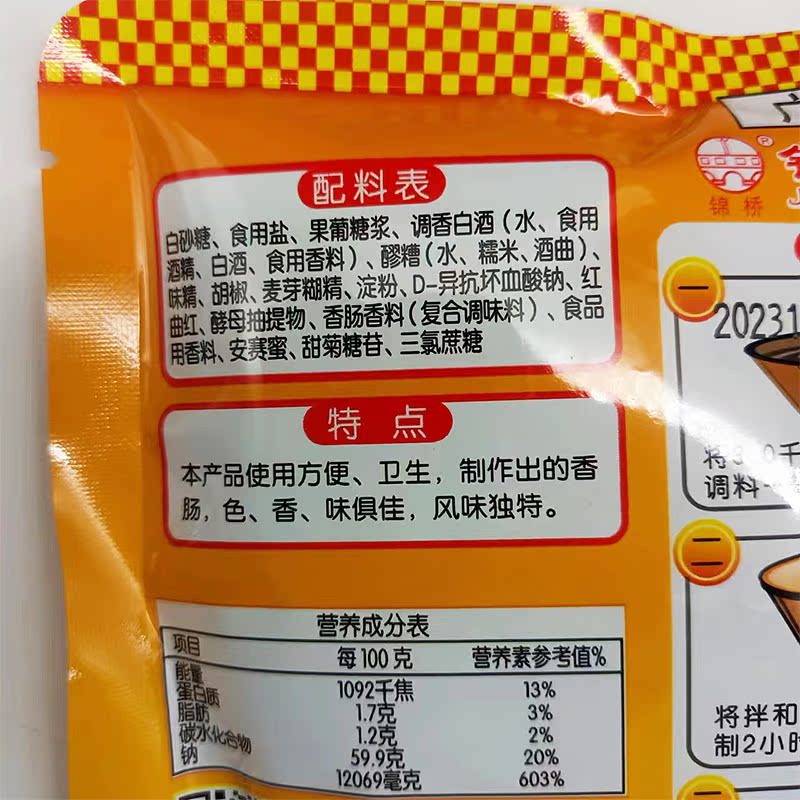 锦桥
®
配料表
白砂糖、食用盐、果葡糖浆、调香白酒（水、食用
酒精、白酒、食用香料）、醪糟（水、糯米、酒曲）、
味精、胡椒、麦芽糊精、淀粉、D-异抗坏血酸钠、红
曲红、酵母抽提物、香肠香料（复合调味料）、食品
用香料、安赛蜜、甜菊糖苷、三氯蔗糖
特点
本产品使用方便、卫生，制作出的香
肠，色、香、味俱佳，风味独特。
营养成分表
项目 每100克 营养素参考值%
能量 1092千焦 13%
蛋白质 1.7克 3%
脂肪 1.2克 2%
碳水化合物 59.9克 20%
钠 12069毫克 603%
一
20231
调料一
二
将拌和
制2小时